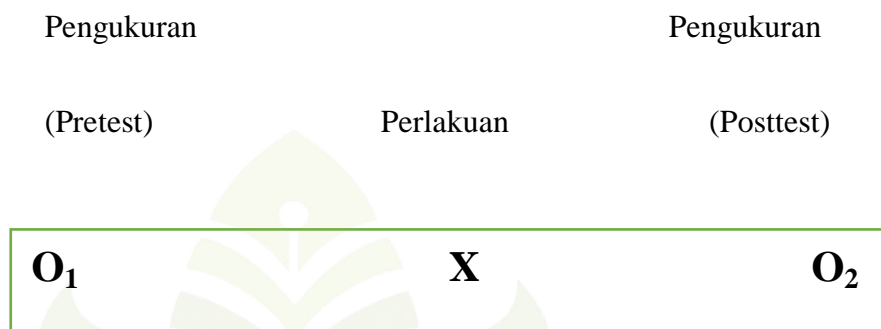 Pengukuran Pengukuran
(Pretest) Perlakuan (Posttest)
O₁ X O₂